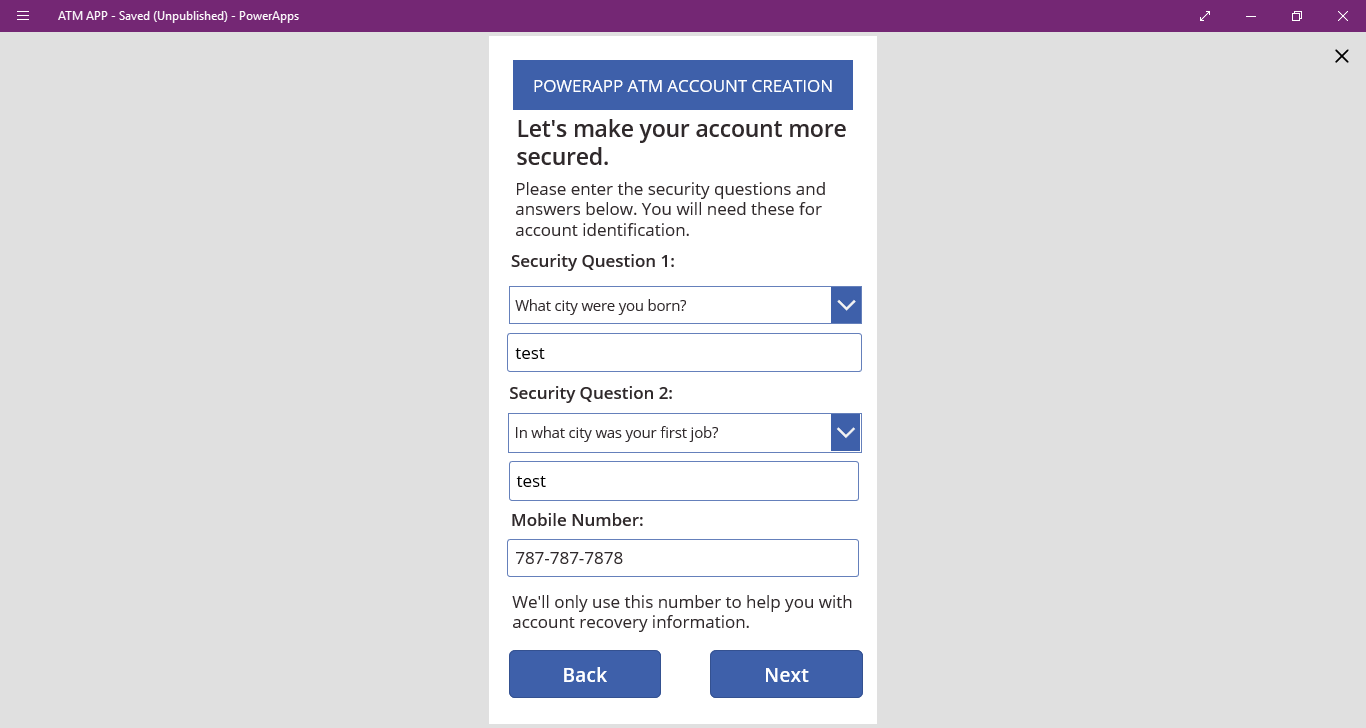 ATM APP - Saved (Unpublished) - PowerApps
POWERAPP ATM ACCOUNT CREATION
Let's make your account more
secured.
Please enter the security questions and
answers below. You will need these for
account identification.
Security Question 1:
What city were you born?
test
Security Question 2:
In what city was your first job?
test
Mobile Number:
787-787-7878
We'll only use this number to help you with
account recovery information.
Back Next